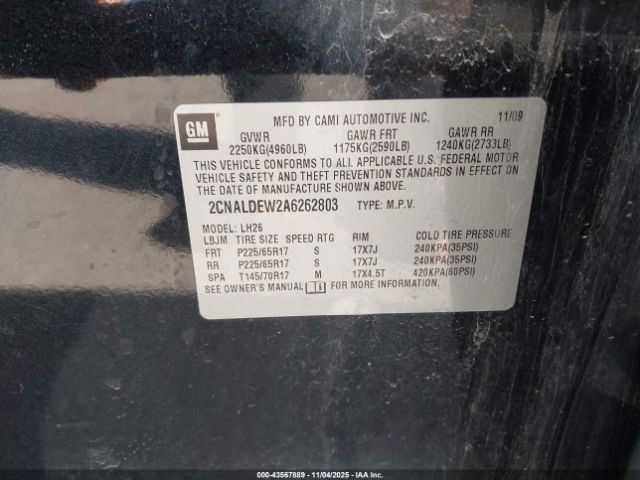 GM
MFD BY CAMI AUTOMOTIVE INC. 11/09
GVWR GAWR FRT GAWR RR
2250KG(4960LB) 1175KG(2590LB) 1240KG(2733LB)
THIS VEHICLE CONFORMS TO ALL APPLICABLE U.S. FEDERAL MOTOR
VEHICLE SAFETY AND THEFT PREVENTION STANDARDS IN EFFECT ON
THE DATE OF MANUFACTURE SHOWN ABOVE.
2CNALDEW2A6262803 TYPE: M.P.V.
MODEL: LH26
LBJM TIRE SIZE SPEED RTG RIM COLD TIRE PRESSURE
FRT P225/65R17 S 17X7J 240KPA(35PSI)
RR P225/65R17 S 17X7J 240KPA(35PSI)
SPA T145/70R17 M 17X4.5T 420KPA(60PSI)
SEE OWNER'S MANUAL FOR MORE INFORMATION.
000-43567889 - 11/04/2025 - IAA Inc.